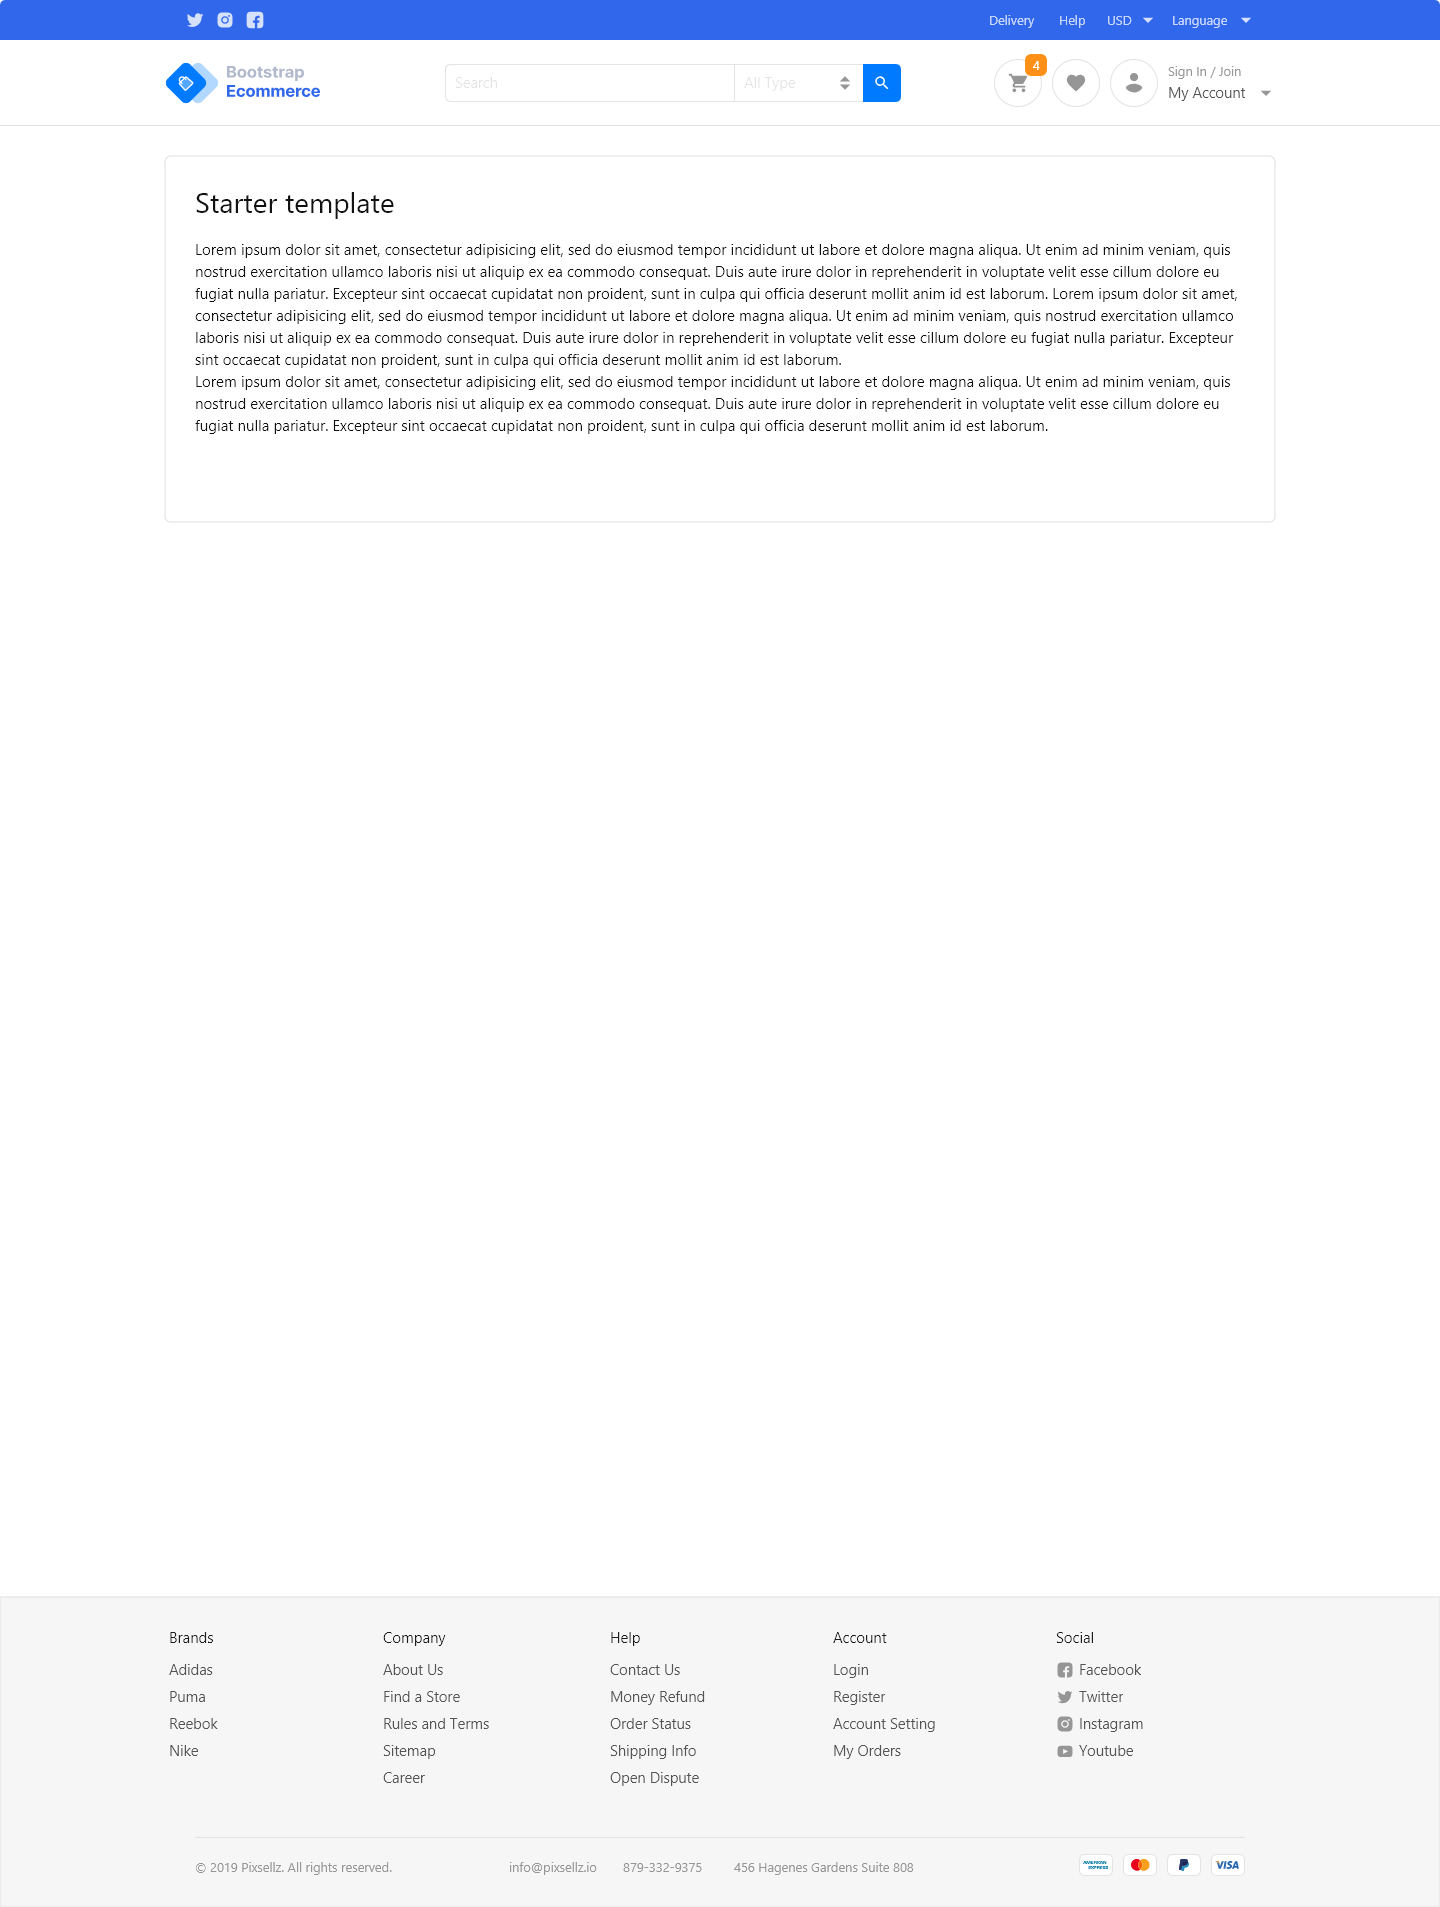 Delivery Help USD Language
Bootstrap
Ecommerce
Search All Type
4
Sign In / Join
My Account
Starter template
Lorem ipsum dolor sit amet, consectetur adipisicing elit, sed do eiusmod tempor incididunt ut labore et dolore magna aliqua. Ut enim ad minim veniam, quis
nostrud exercitation ullamco laboris nisi ut aliquip ex ea commodo consequat. Duis aute irure dolor in reprehenderit in voluptate velit esse cillum dolore eu
fugiat nulla pariatur. Excepteur sint occaecat cupidatat non proident, sunt in culpa qui officia deserunt mollit anim id est laborum. Lorem ipsum dolor sit amet,
consectetur adipisicing elit, sed do eiusmod tempor incididunt ut labore et dolore magna aliqua. Ut enim ad minim veniam, quis nostrud exercitation ullamco
laboris nisi ut aliquip ex ea commodo consequat. Duis aute irure dolor in reprehenderit in voluptate velit esse cillum dolore eu fugiat nulla pariatur. Excepteur
sint occaecat cupidatat non proident, sunt in culpa qui officia deserunt mollit anim id est laborum.
Lorem ipsum dolor sit amet, consectetur adipisicing elit, sed do eiusmod tempor incididunt ut labore et dolore magna aliqua. Ut enim ad minim veniam, quis
nostrud exercitation ullamco laboris nisi ut aliquip ex ea commodo consequat. Duis aute irure dolor in reprehenderit in voluptate velit esse cillum dolore eu
fugiat nulla pariatur. Excepteur sint occaecat cupidatat non proident, sunt in culpa qui officia deserunt mollit anim id est laborum.
Brands
Adidas
Puma
Reebok
Nike
Company
About Us
Find a Store
Rules and Terms
Sitemap
Career
Help
Contact Us
Money Refund
Order Status
Shipping Info
Open Dispute
Account
Login
Register
Account Setting
My Orders
Social
Facebook
Twitter
Instagram
Youtube
© 2019 Pixsellz. All rights reserved. info@pixsellz.io 879-332-9375 456 Hagenes Gardens Suite 808
AMERICAN
EXPRESS
VISA